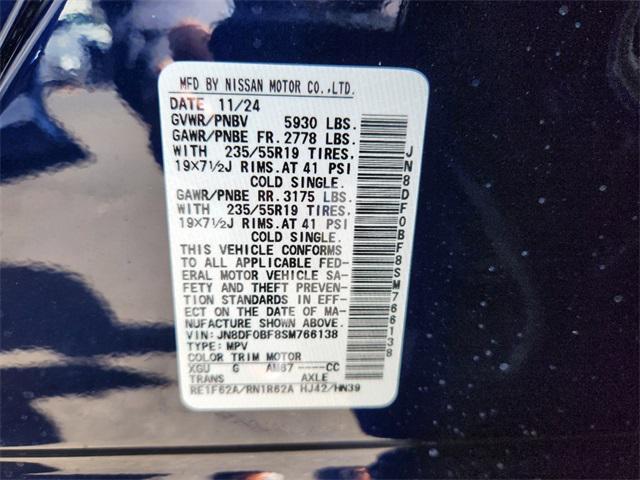 MFD BY NISSAN MOTOR CO.,LTD.
DATE 11/24
GVWR/PNBV 5930 LBS.
GAWR/PNBE FR. 2778 LBS.
WITH 235/55R19 TIRES.
19X7½J RIMS.AT 41 PSI
COLD SINGLE.
GAWR/PNBE RR. 3175 LBS.
WITH 235/55R19 TIRES.
19X7½J RIMS.AT 41 PSI
COLD SINGLE.
THIS VEHICLE CONFORMS
TO ALL APPLICABLE FED-
ERAL MOTOR VEHICLE SA-
FETY AND THEFT PREVEN-
TION STANDARDS IN EFF-
ECT ON THE DATE OF MA-
NUFACTURE SHOWN ABOVE.
VIN: JN8DF0BF8SM766138
TYPE: MPV
COLOR TRIM MOTOR
XGU G AM87 ----CC
TRANS AXLE
RE1F62A/RN1R62A HJ42/HN39
JN8DF0BF8SM766138